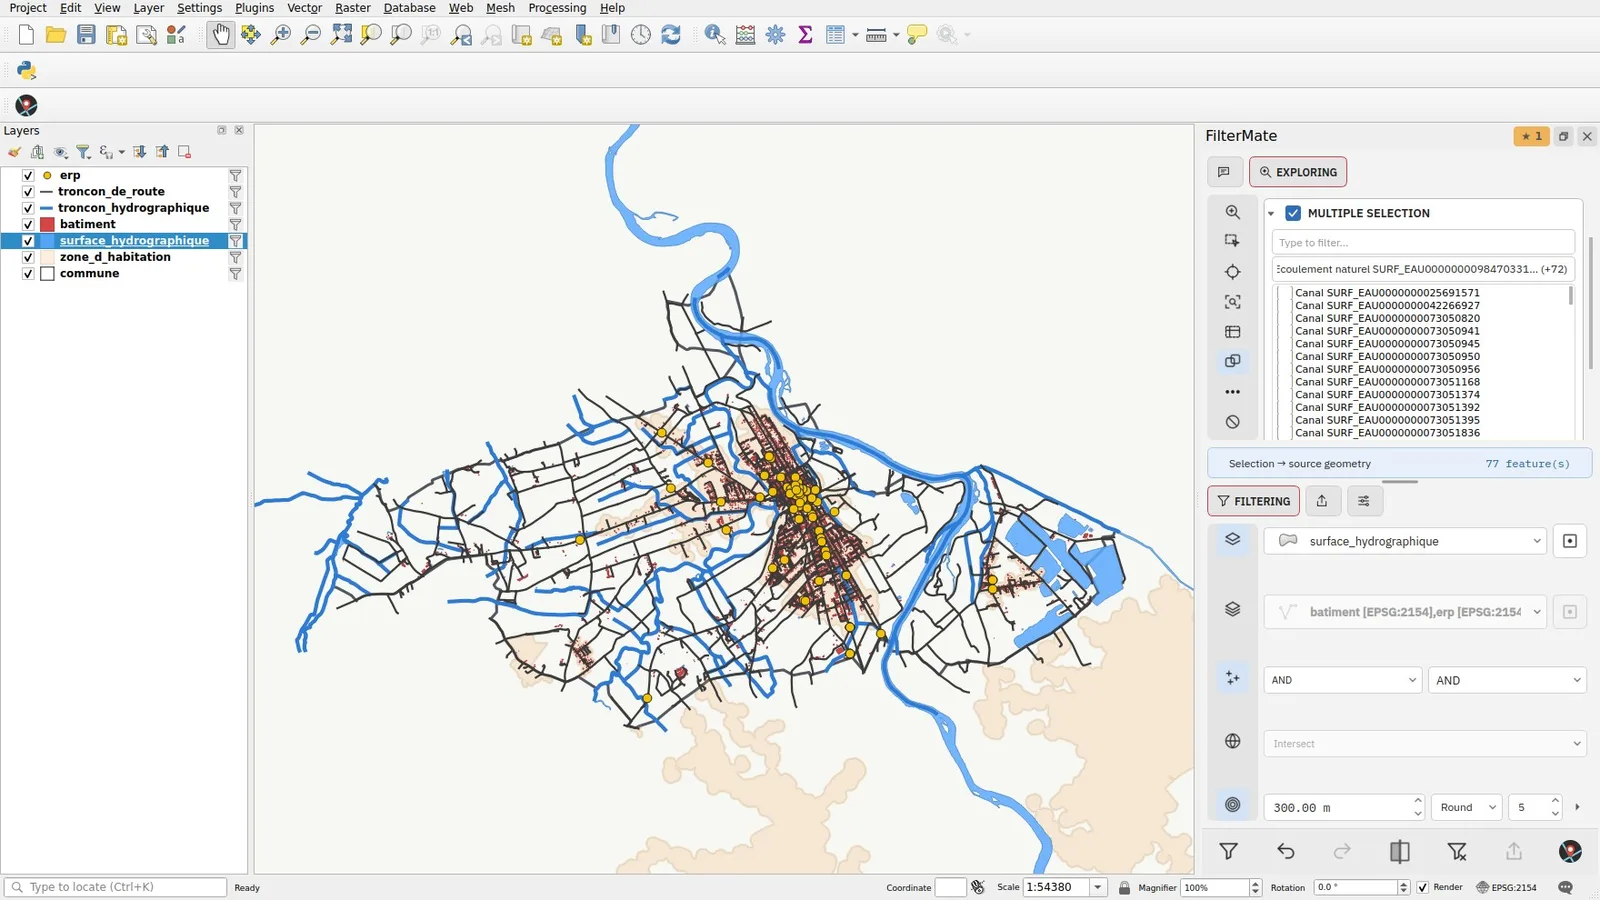 Project Edit View Layer Settings Plugins Vector Raster Database Web Mesh Processing Help
Layers
erp
troncon_de_route
troncon_hydrographique
batiment
surface_hydrographique
zone_d_habitation
commune
FilterMate
★ 1
EXPLORING
MULTIPLE SELECTION
Type to filter...
Ecoulement naturel SURF_EAU0000000098470331... (+72)
Canal SURF_EAU0000000025691571
Canal SURF_EAU0000000042266927
Canal SURF_EAU0000000073050820
Canal SURF_EAU0000000073050941
Canal SURF_EAU0000000073050945
Canal SURF_EAU0000000073050950
Canal SURF_EAU0000000073050956
Canal SURF_EAU0000000073051168
Canal SURF_EAU0000000073051374
Canal SURF_EAU0000000073051392
Canal SURF_EAU0000000073051395
Canal SURF_EAU0000000073051836
Selection → source geometry 77 feature(s)
FILTERING
surface_hydrographique
batiment [EPSG:2154],erp [EPSG:2154
AND AND
Intersect
300.00 m Round 5
Type to locate (Ctrl+K) Ready Coordinate Scale 1:54380 Magnifier 100% Rotation 0.0 ° Render EPSG:2154